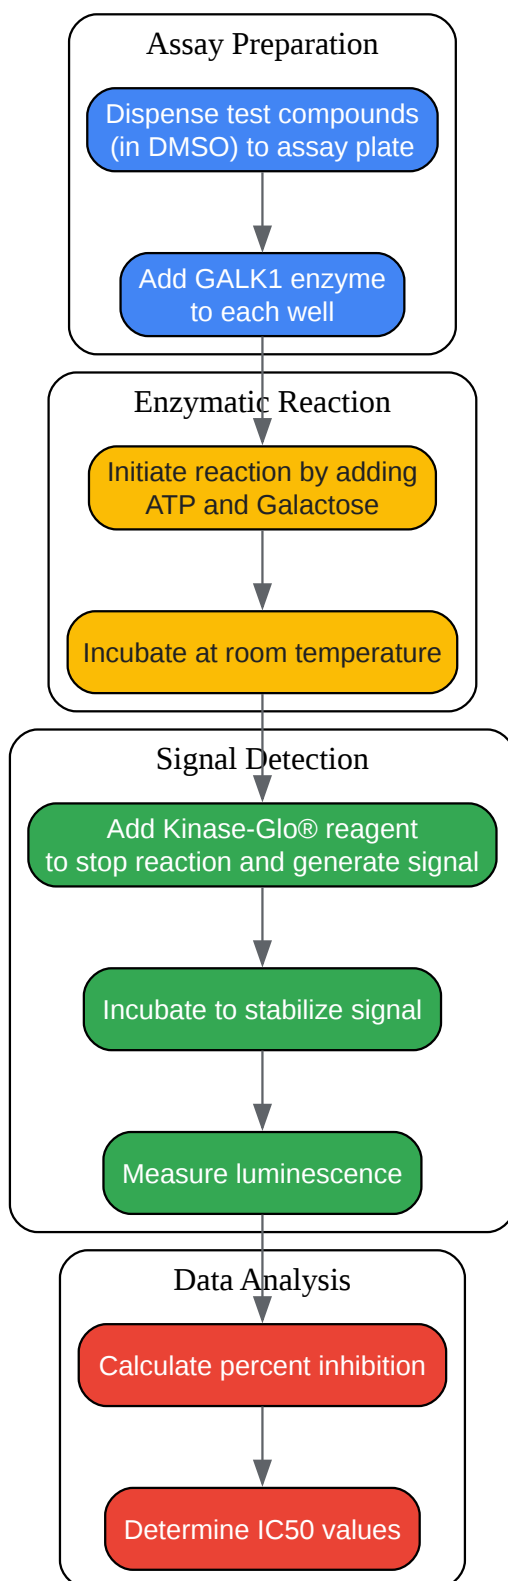 Assay Preparation
Dispense test compounds
(in DMSO) to assay plate
Add GALK1 enzyme
to each well
Enzymatic Reaction
Initiate reaction by adding
ATP and Galactose
Incubate at room temperature
Signal Detection
Add Kinase-Glo® reagent
to stop reaction and generate signal
Incubate to stabilize signal
Measure luminescence
Data Analysis
Calculate percent inhibition
Determine IC50 values